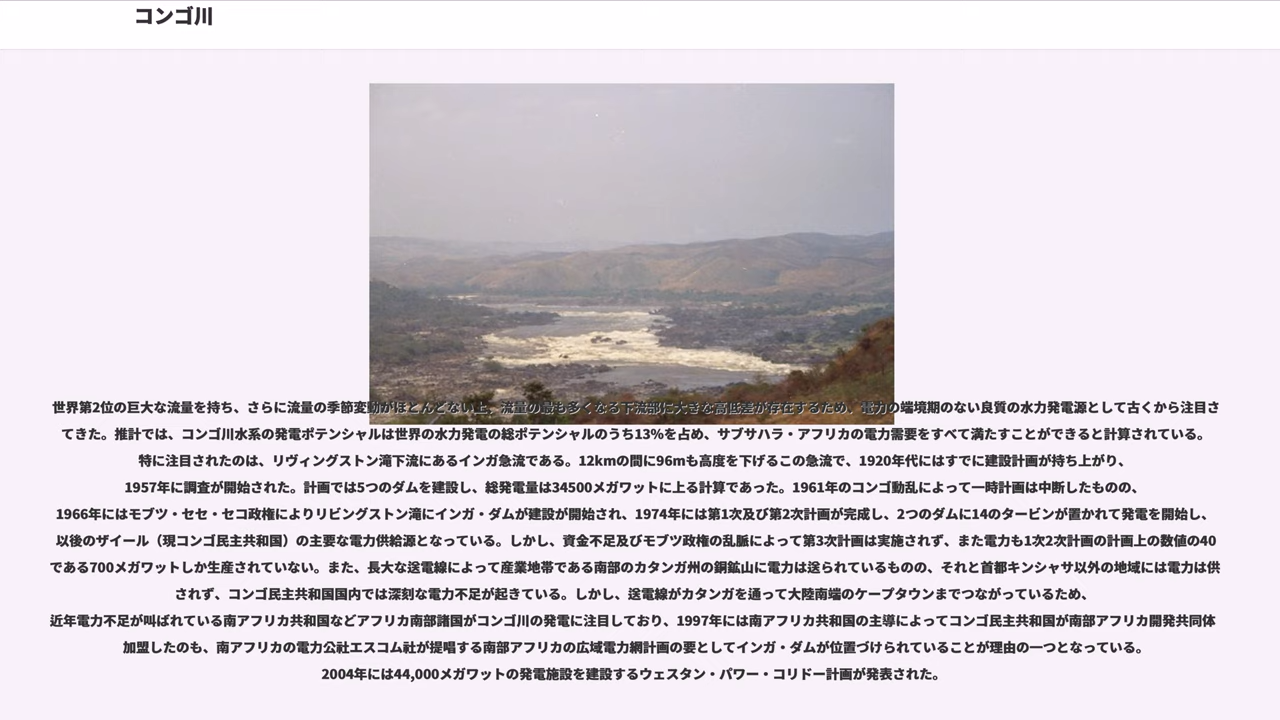 コンゴ川
世界第2位の巨大な流量を持ち、さらに流量の季節変動がほとんどない上、流量の最も多くなる下流部に大きな高低差が存在するため、電力の端境期のない良質の水力発電源として古くから注目さ
てきた。推計では、コンゴ川水系の発電ポテンシャルは世界の水力発電の総ポテンシャルのうち13%を占め、サブサハラ・アフリカの電力需要をすべて満たすことができると計算されている。
特に注目されたのは、リヴィングストン滝下流にあるインガ急流である。12kmの間に96mも高度を下げるこの急流で、1920年代にはすでに建設計画が持ち上がり、
1957年に調査が開始された。計画では5つのダムを建設し、総発電量は34500メガワットに上る計算であった。1961年のコンゴ動乱によって一時計画は中断したものの、
1966年にはモブツ・セセ・セコ政権によりリビングストン滝にインガ・ダムが建設が開始され、1974年には第1次及び第2次計画が完成し、2つのダムに14のタービンが置かれて発電を開始し、
以後のザイール（現コンゴ民主共和国）の主要な電力供給源となっている。しかし、資金不足及びモブツ政権の乱脈によって第3次計画は実施されず、また電力も1次2次計画の計画上の数値の40
である700メガワットしか生産されていない。また、長大な送電線によって産業地帯である南部のカタンガ州の銅鉱山に電力は送られているものの、それと首都キンシャサ以外の地域には電力は供
されず、コンゴ民主共和国国内では深刻な電力不足が起きている。しかし、送電線がカタンガを通って大陸南端のケープタウンまでつながっているため、
近年電力不足が叫ばれている南アフリカ共和国などアフリカ南部諸国がコンゴ川の発電に注目しており、1997年には南アフリカ共和国の主導によってコンゴ民主共和国が南部アフリカ開発共同体
加盟したのも、南アフリカの電力公社エスコム社が提唱する南部アフリカの広域電力網計画の要としてインガ・ダムが位置づけられていることが理由の一つとなっている。
2004年には44,000メガワットの発電施設を建設するウェスタン・パワー・コリドー計画が発表された。